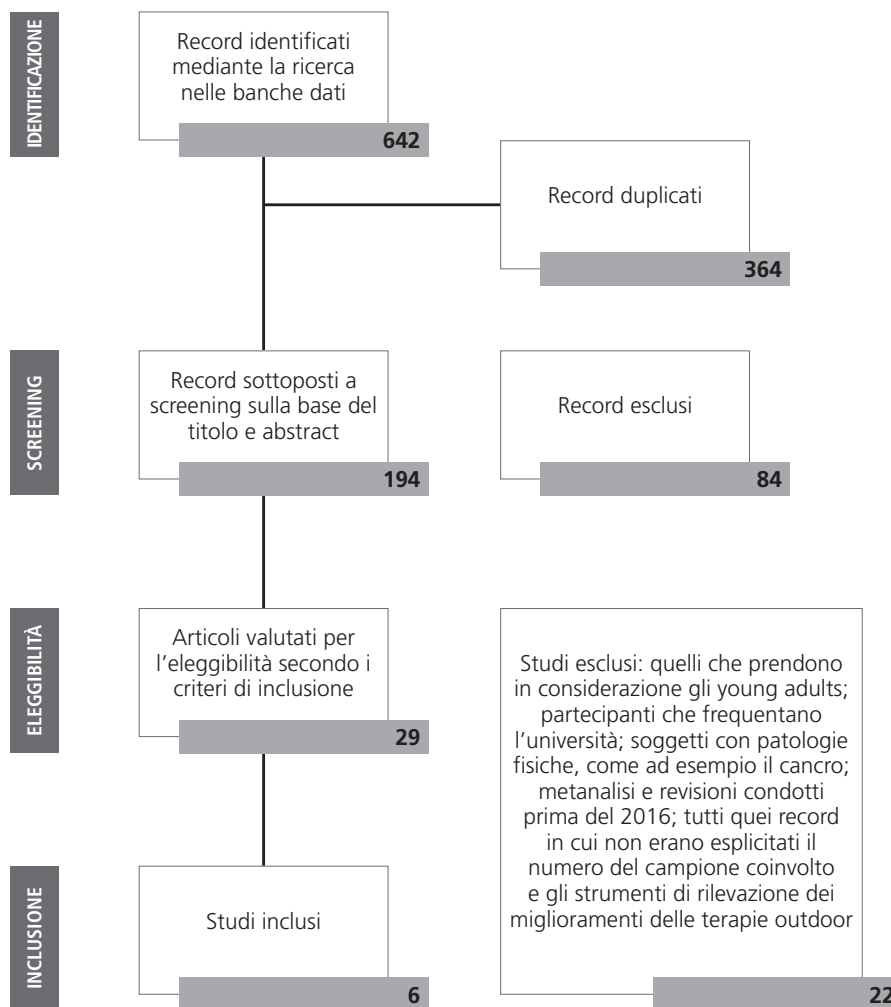 IDENTIFICAZIONE
Record identificati
mediante la ricerca
nelle banche dati
642
Record duplicati
364
SCREENING
Record sottoposti a
screening sulla base del
titolo e abstract
194
Record esclusi
84
ELEGGIBILITÀ
Articoli valutati per
l'eleggibilità secondo i
criteri di inclusione
29
Studi esclusi: quelli che prendono
in considerazione gli young adults;
partecipanti che frequentano
l'università; soggetti con patologie
fisiche, come ad esempio il cancro;
metanalisi e revisioni condotti
prima del 2016; tutti quei record
in cui non erano esplicitati il
numero del campione coinvolto
e gli strumenti di rilevazione dei
miglioramenti delle terapie outdoor
22
INCLUSIONE
Studi inclusi
6